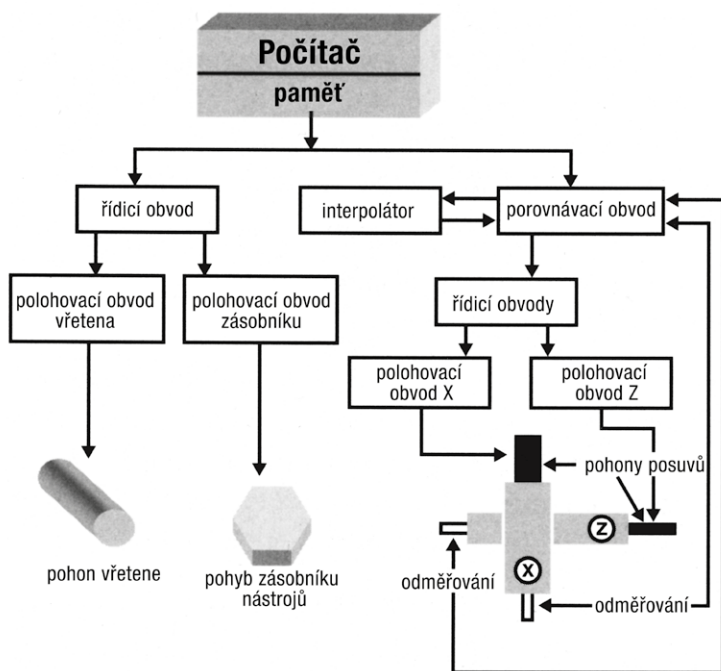 Počítač
paměť
řídicí obvod
interpolátor
porovnávací obvod
polohovací obvod
vřetena
polohovací obvod
zásobníku
řídicí obvody
polohovací
obvod X
polohovací
obvod Z
pohony posuvů
Z
X
pohon vřetene
pohyb zásobníku
nástrojů
odměřování
odměřování